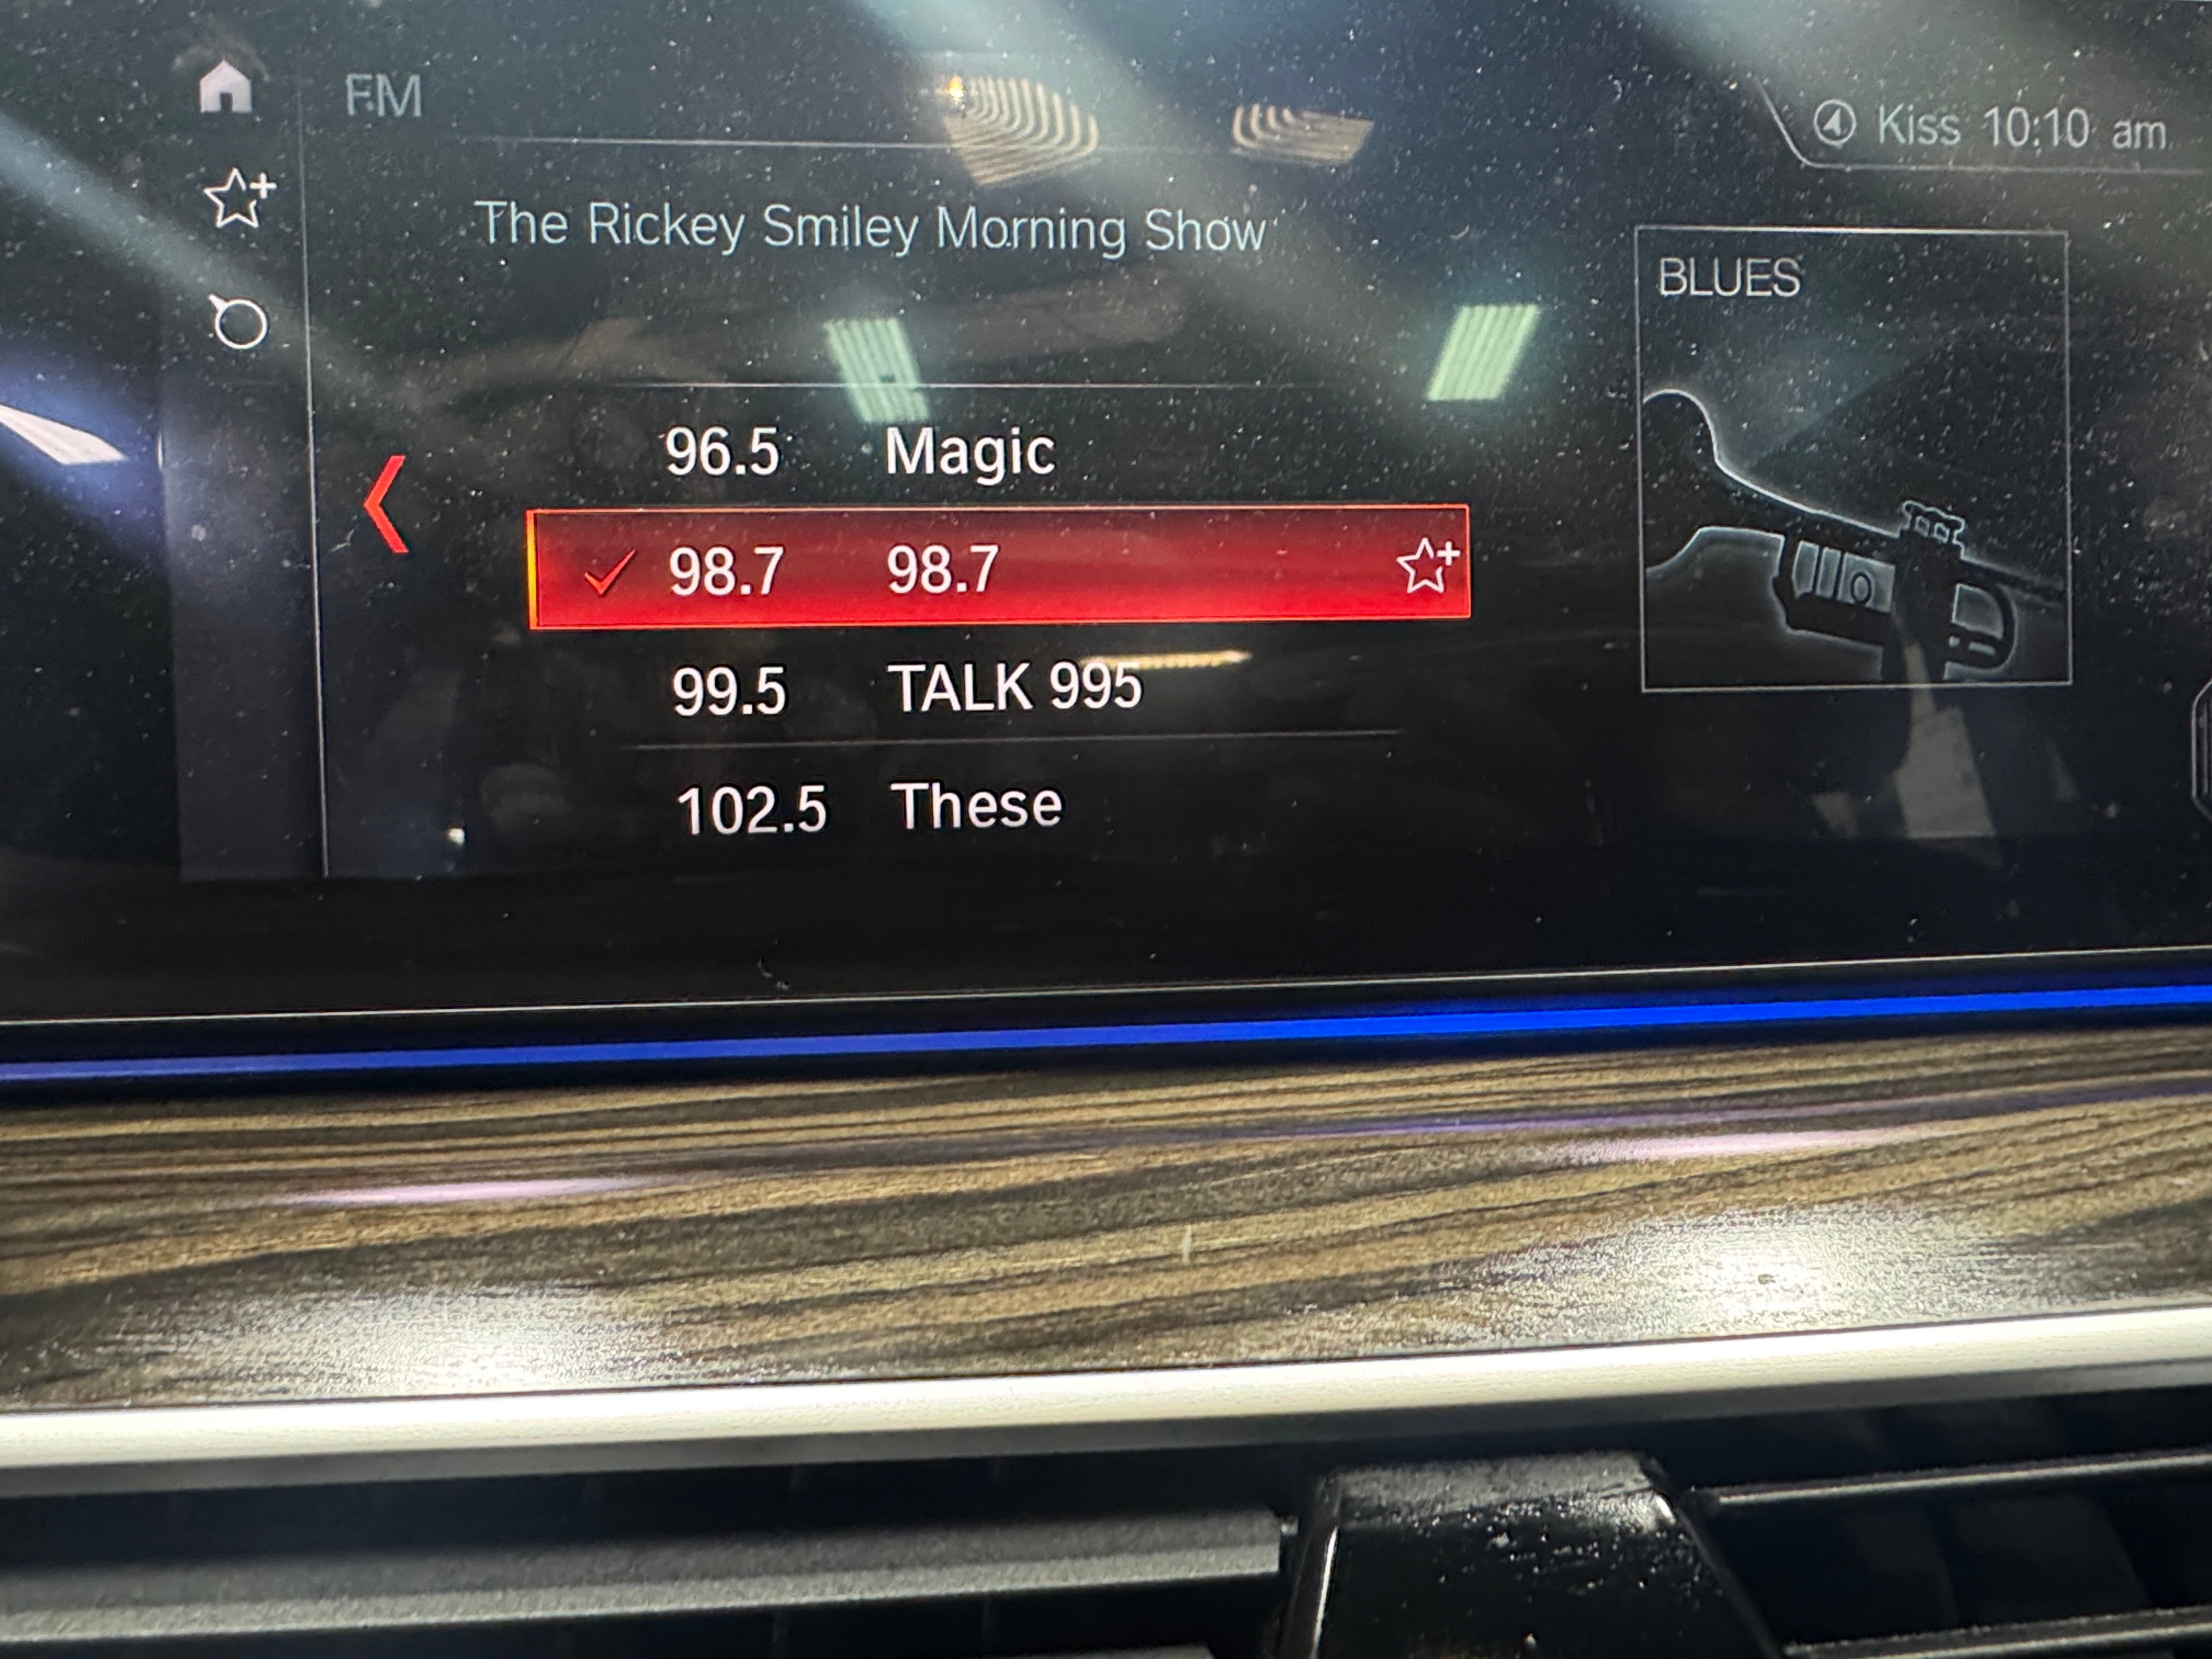 FM
Kiss 10:10 am
The Rickey Smiley Morning Show
BLUES
96.5 Magic
98.7 98.7
99.5 TALK 995
102.5 These